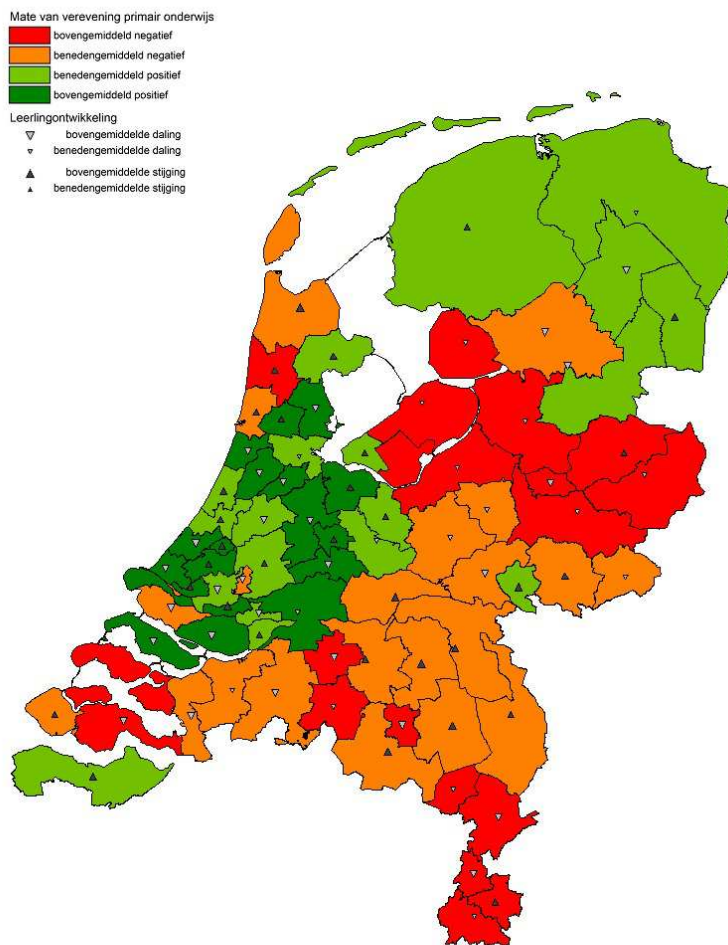 Mate van verevening primair onderwijs
bovengemiddeld negatief
benedengemiddeld negatief
benedengemiddeld positief
bovengemiddeld positief
Leerlingontwikkeling
bovengemiddelde daling
benedengemiddelde daling
bovengemiddelde stijging
benedengemiddelde stijging